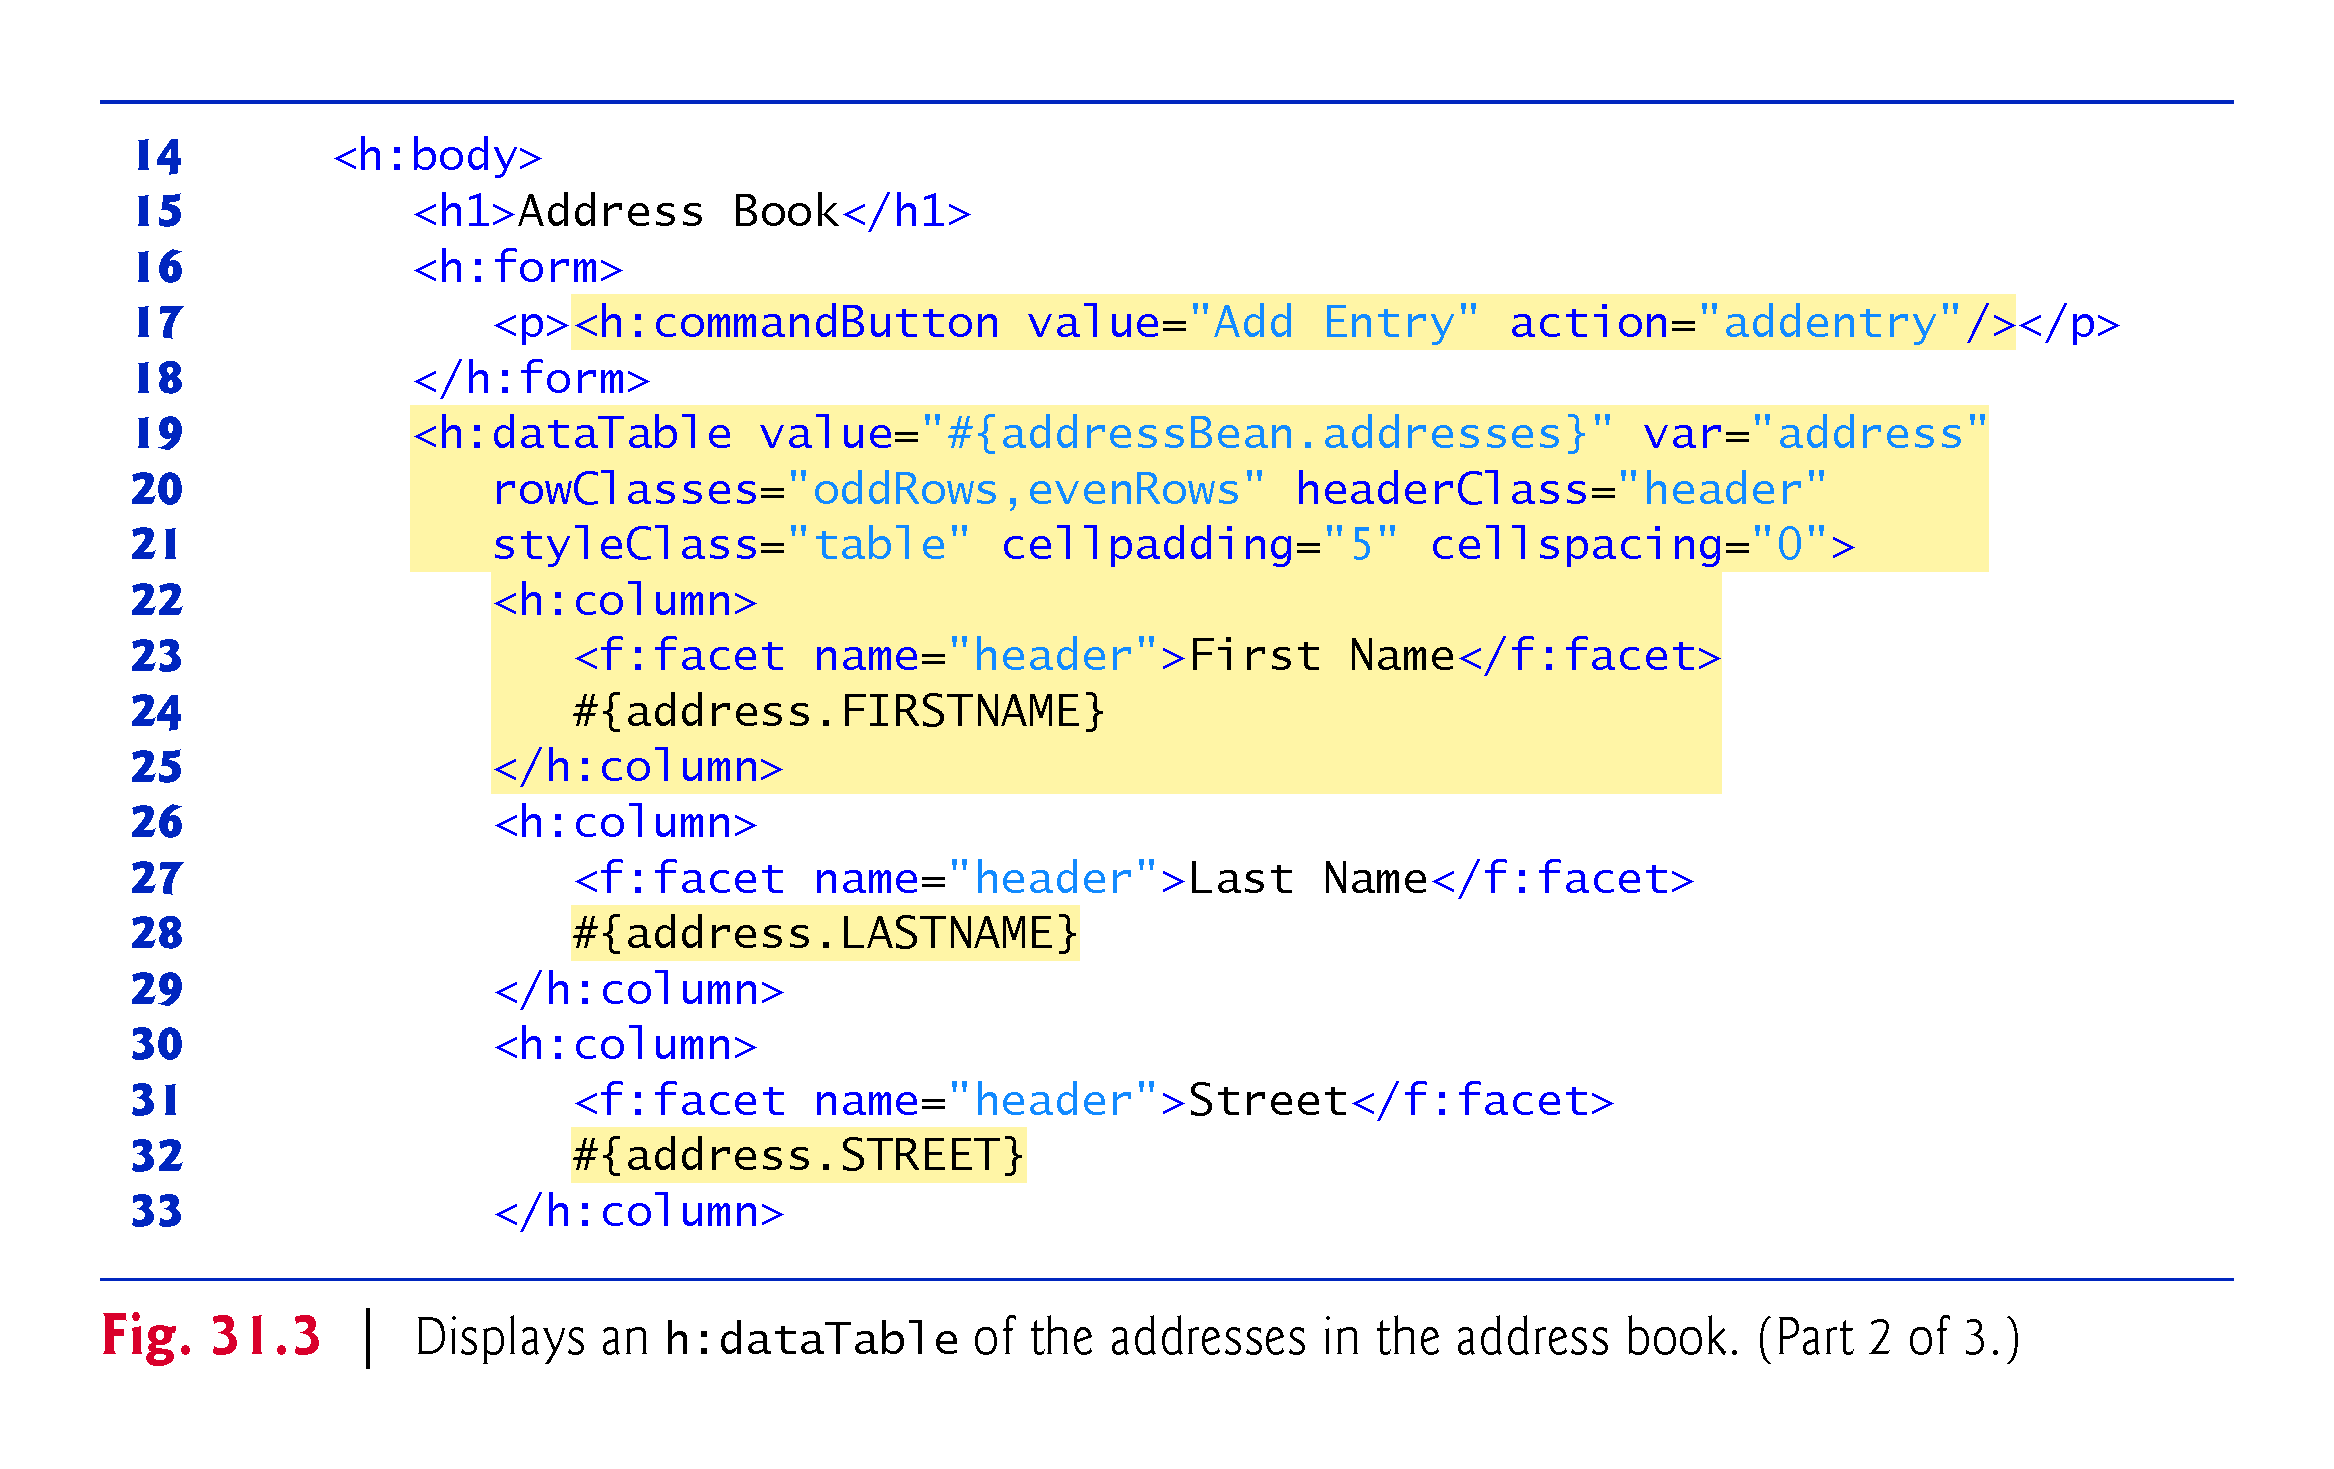 14 <h:body>
15 <h1>Address Book</h1>
16 <h:form>
17 <p><h:commandButton value="Add Entry" action="addentry"/></p>
18 </h:form>
19 <h:dataTable value="#{addressBean.addresses}" var="address"
20 rowClasses="oddRows,evenRows" headerClass="header"
21 styleClass="table" cellpadding="5" cellspacing="0">
22 <h:column>
23 <f:facet name="header">First Name</f:facet>
24 #{address.FIRSTNAME}
25 </h:column>
26 <h:column>
27 <f:facet name="header">Last Name</f:facet>
28 #{address.LASTNAME}
29 </h:column>
30 <h:column>
31 <f:facet name="header">Street</f:facet>
32 #{address.STREET}
33 </h:column>
Fig. 31.3 | Displays an h:dataTable of the addresses in the address book. (Part 2 of 3.)